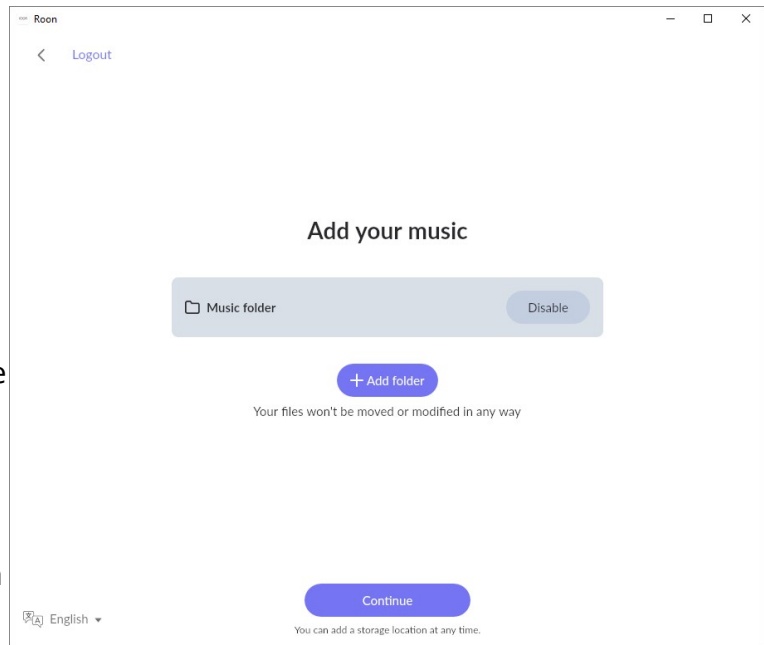 Roon
Logout
Add your music
Music folder
Disable
+ Add folder
Your files won't be moved or modified in any way
Continue
English
You can add a storage location at any time.